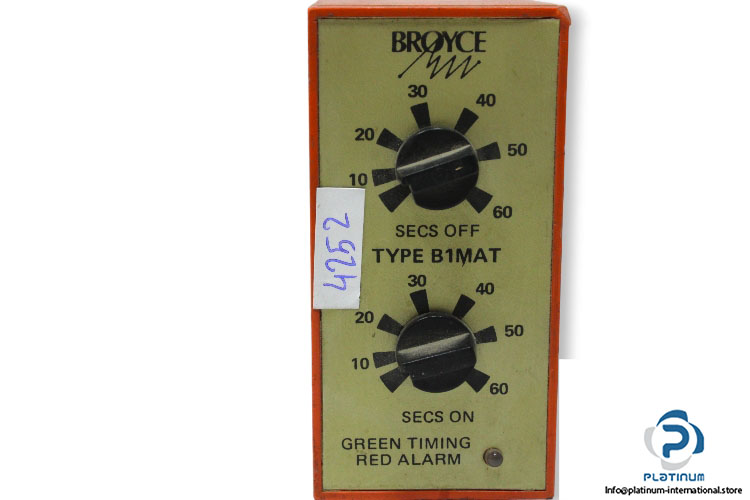 BROYCE
30
40
20
50
10
60
SECS OFF
4252
TYPE B1MAT
30
40
20
50
10
60
SECS ON
GREEN TIMING
RED ALARM
PLATINUM
Info@platinum-international.store